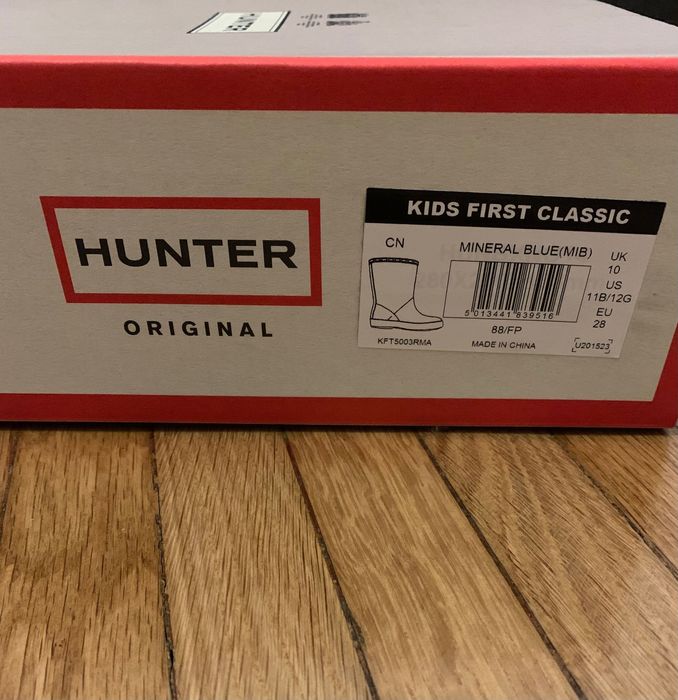 HUNTER
HUNTER
ORIGINAL
KIDS FIRST CLASSIC
CN
MINERAL BLUE(MIB)
UK
10
US
11B/12G
EU
28
5 013441 839516
88/FP
KFT5003RMA
MADE IN CHINA
U201523